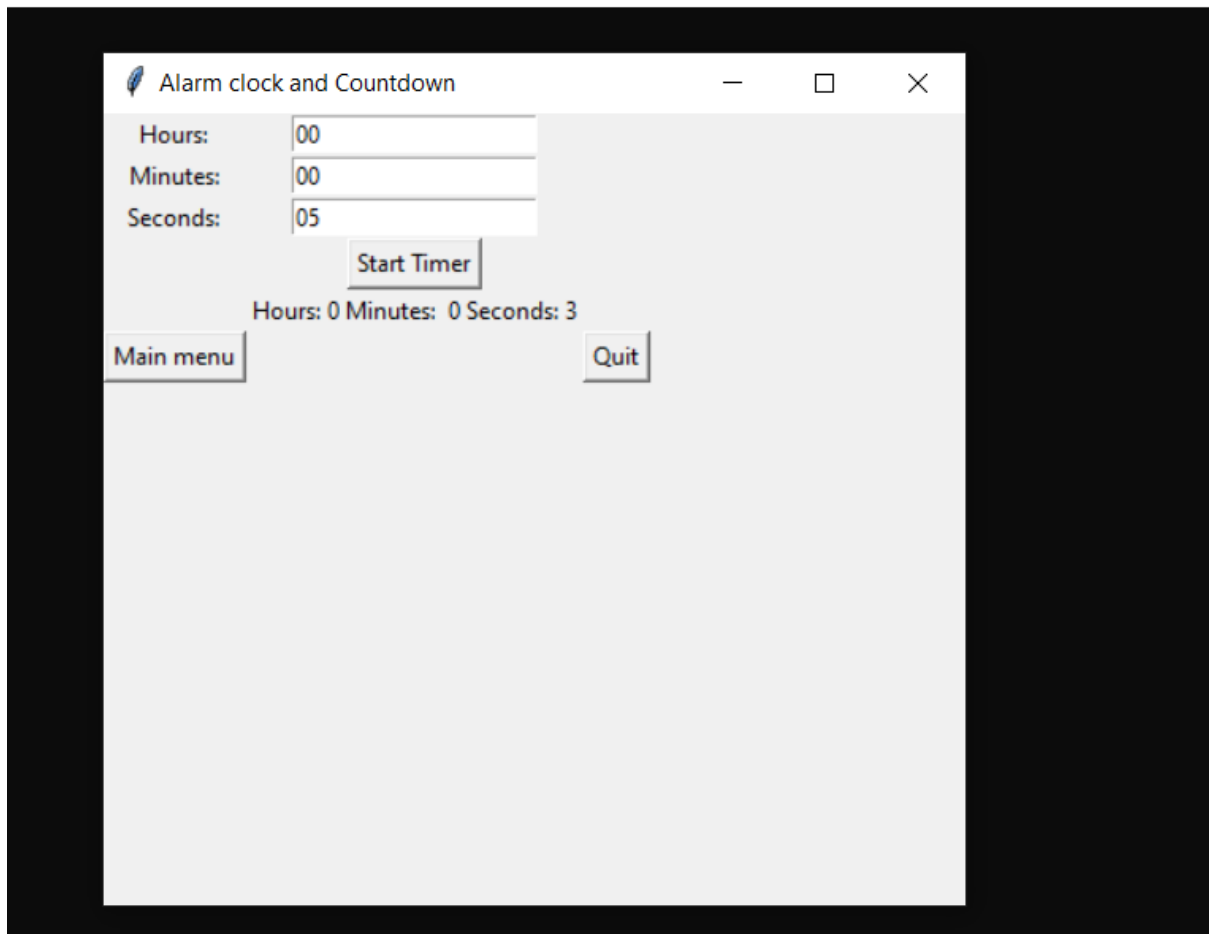 Alarm clock and Countdown
Hours: 00
Minutes: 00
Seconds: 05
Start Timer
Hours: 0 Minutes:  0 Seconds: 3
Main menu Quit